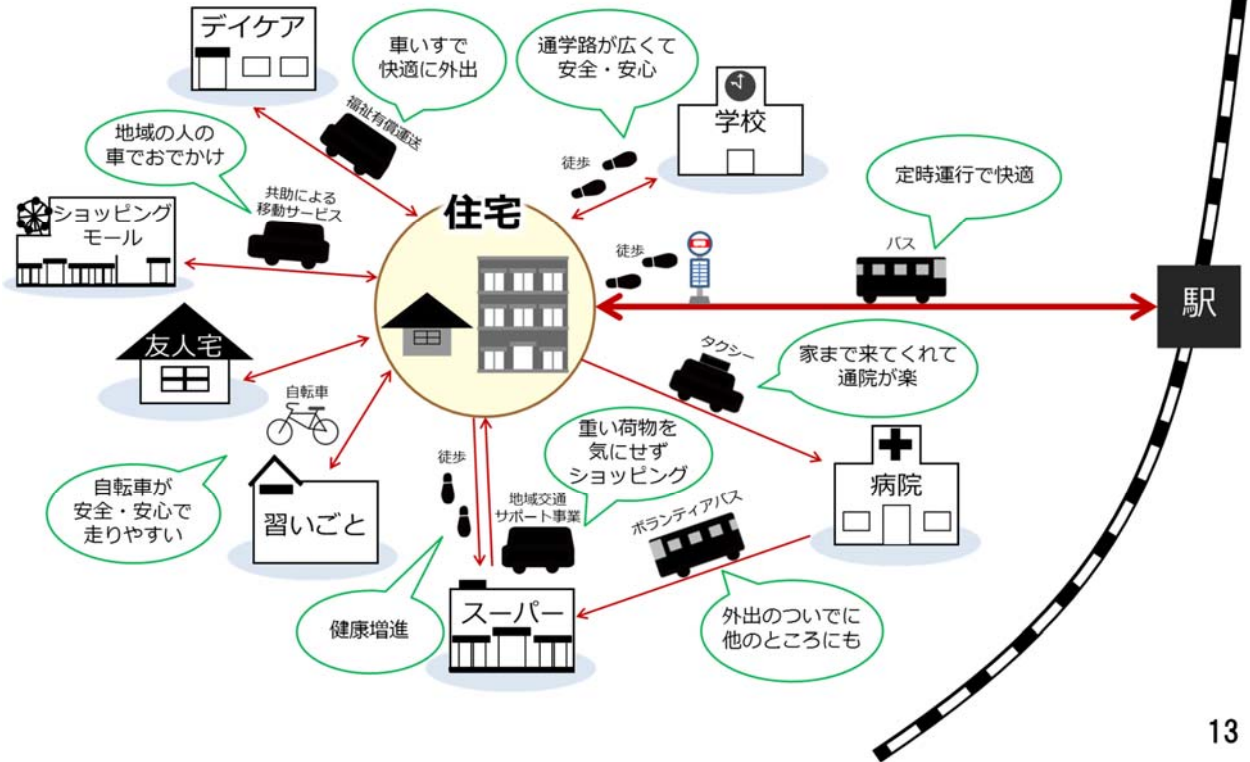 デイケア
車いすで
快適に外出
通学路が広くて
安全・安心
福祉有償運送
学校
地域の人の
車でおでかけ
徒歩
定時運行で快適
共助による
移動サービス
住宅
ショッピング
モール
徒歩
バス
駅
友人宅
タクシー
家まで来てくれて
通院が楽
自転車
重い荷物を
気にせず
ショッピング
徒歩
病院
自転車が
安全・安心で
走りやすい
習いごと
地域交通
サポート事業
ボランティアバス
健康増進
スーパー
外出のついでに
他のところにも
13